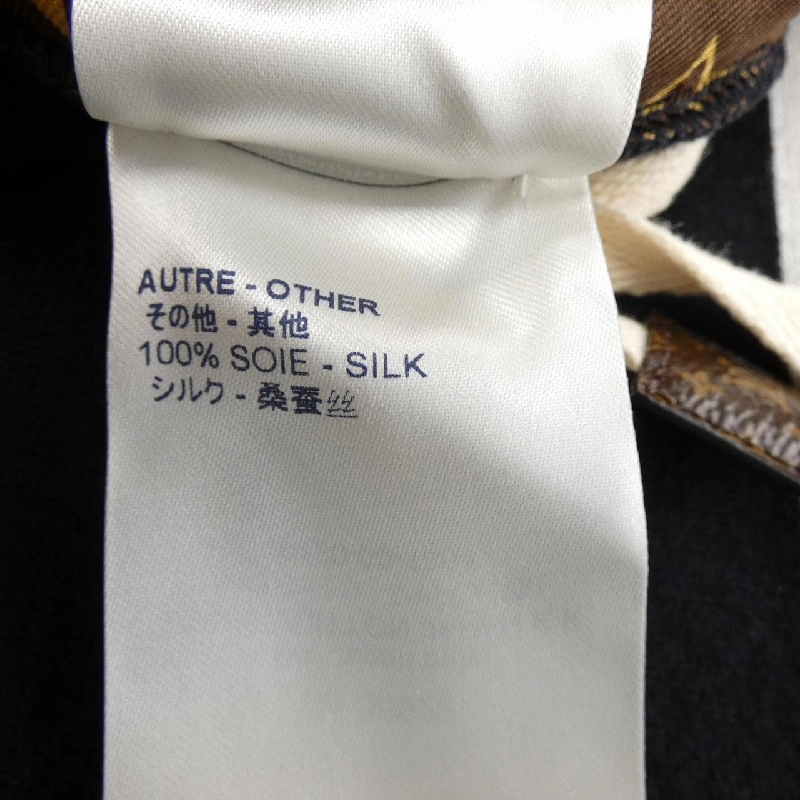 AUTRE - OTHER
その他 - 其他
100% SOIE - SILK
シルク - 桑蚕丝